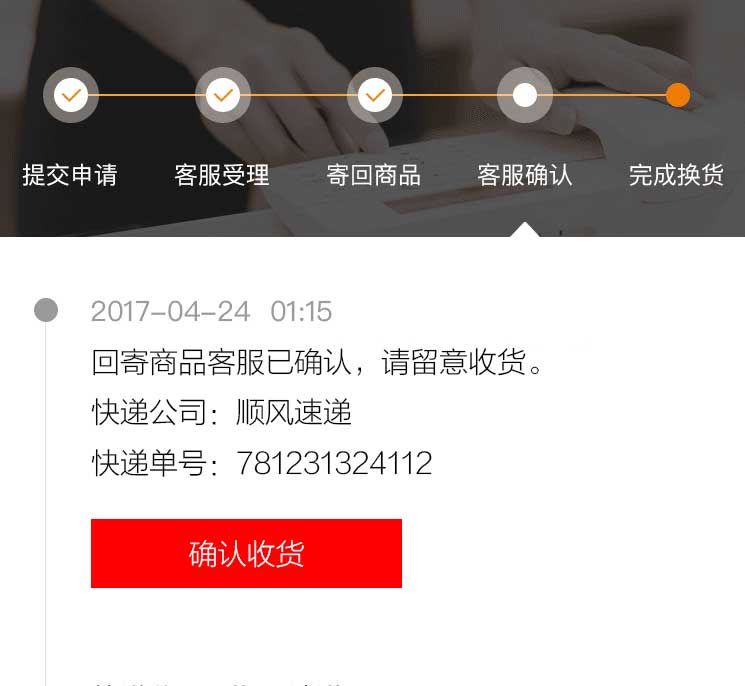 提交申请 客服受理 寄回商品 客服确认 完成换货
2017-04-24 01:15
回寄商品客服已确认，请留意收货。
快递公司：顺风速递
快递单号：781231324112
确认收货